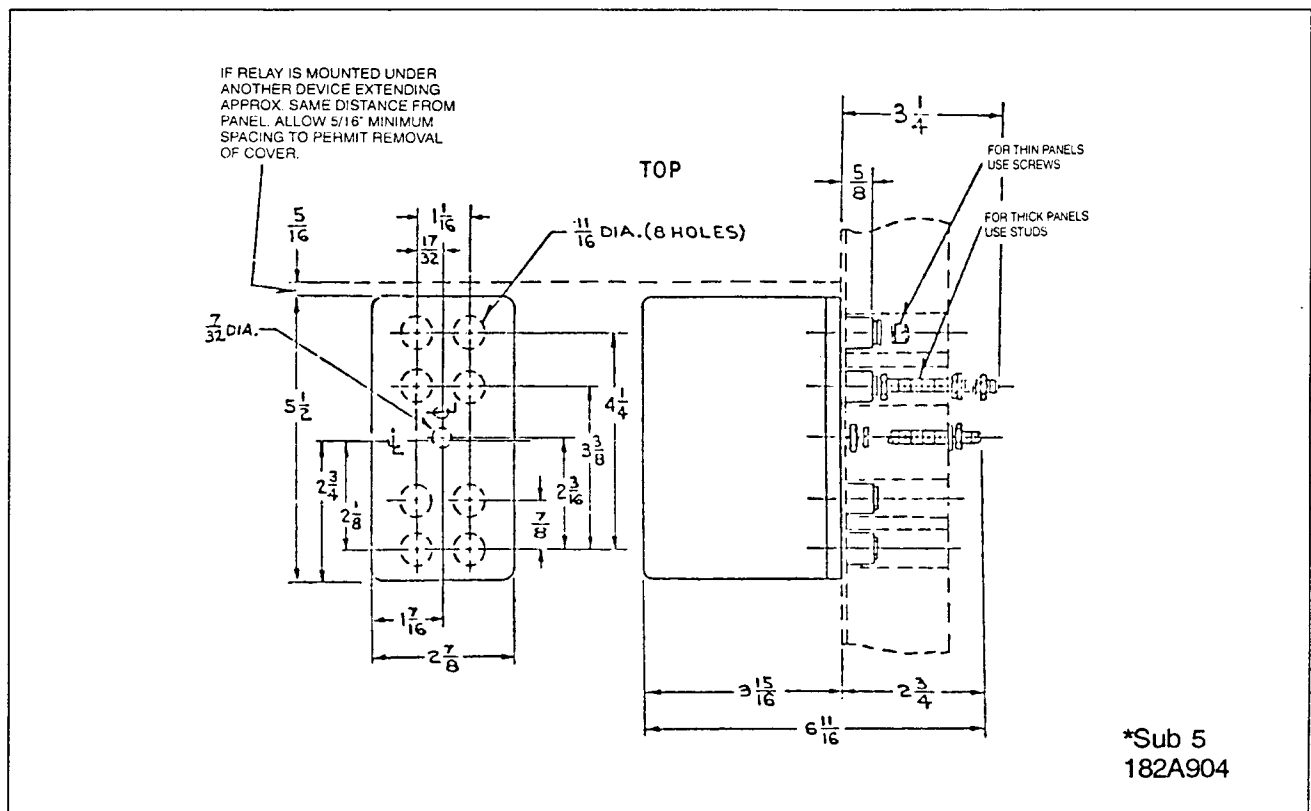 IF RELAY IS MOUNTED UNDER
ANOTHER DEVICE EXTENDING
APPROX. SAME DISTANCE FROM
PANEL. ALLOW 5/16" MINIMUM
SPACING TO PERMIT REMOVAL
OF COVER.
TOP
3 1/4
5/8
FOR THIN PANELS
USE SCREWS
FOR THICK PANELS
USE STUDS
5/16
1 1/16
17/32
11/16 DIA. (8 HOLES)
7/32 DIA.
5 1/2
2 3/4
2 1/8
4 1/4
3 3/8
2 3/16
7/8
1 7/16
2 7/8
3 15/16
2 3/4
6 11/16
*Sub 5
182A904